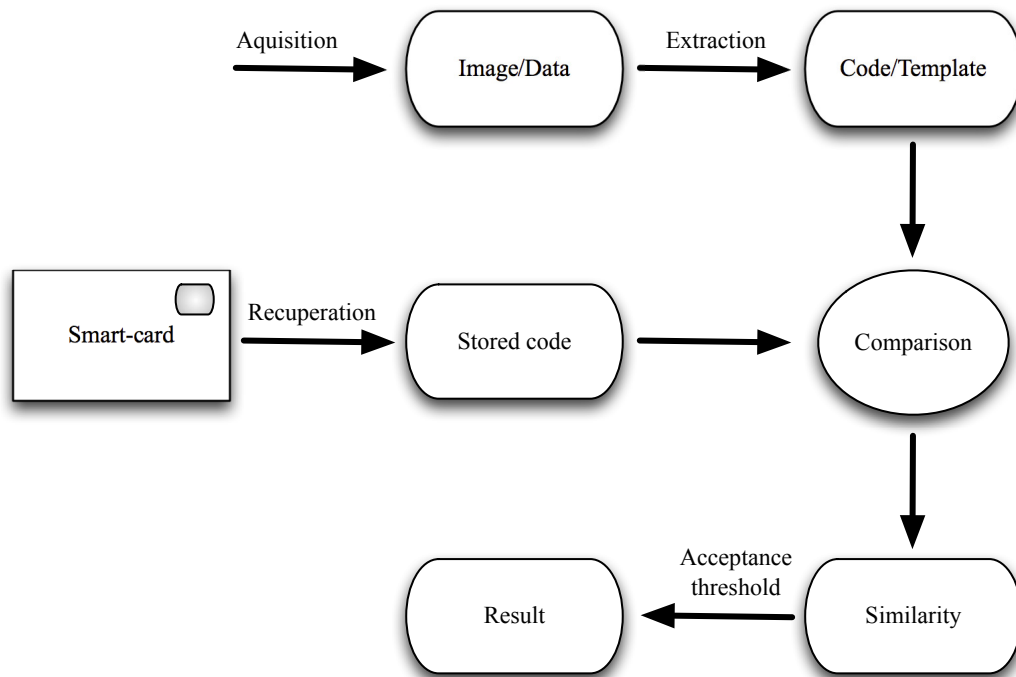 Aquisition
Image/Data
Extraction
Code/Template
Smart-card
Recuperation
Stored code
Comparison
Result
Acceptance
threshold
Similarity